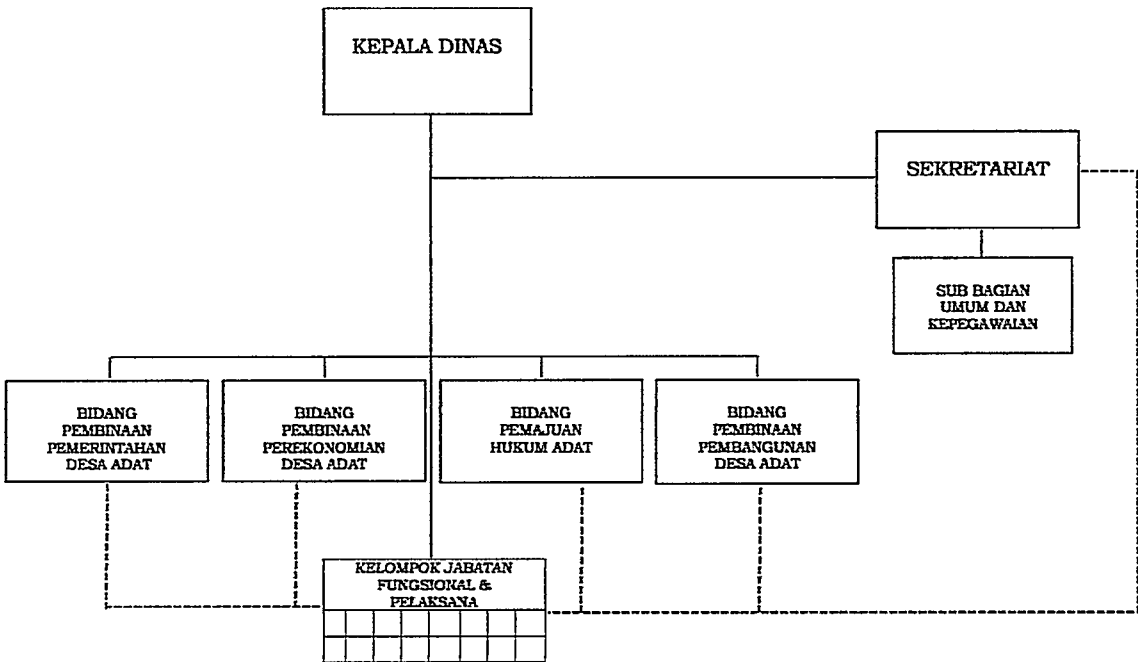 KEPALA DINAS
SEKRETARIAT
SUB BAGIAN
UMUM DAN
KEPEGAWAIAN
BIDANG
PEMBINAAN
PEMERINTAHAN
DESA ADAT
BIDANG
PEMBINAAN
PEREKONOMIAN
DESA ADAT
BIDANG
PEMAJUAN
HUKUM ADAT
BIDANG
PEMBINAAN
PEMBANGUNAN
DESA ADAT
KELOMPOK JABATAN
FUNGSIONAL &
PELAKSANA